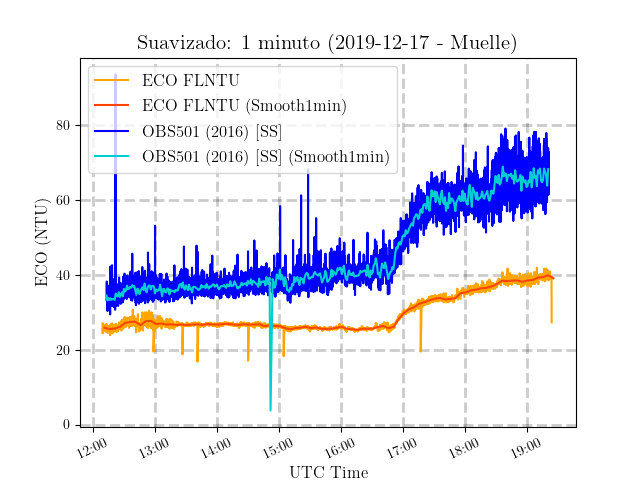 Suavizado: 1 minuto (2019-12-17 - Muelle)
ECO FLNTU
ECO FLNTU (Smooth1min)
OBS501 (2016) [SS]
OBS501 (2016) [SS] (Smooth1min)
ECO (NTU)
80
60
40
20
0
12:00 13:00 14:00 15:00 16:00 17:00 18:00 19:00
UTC Time